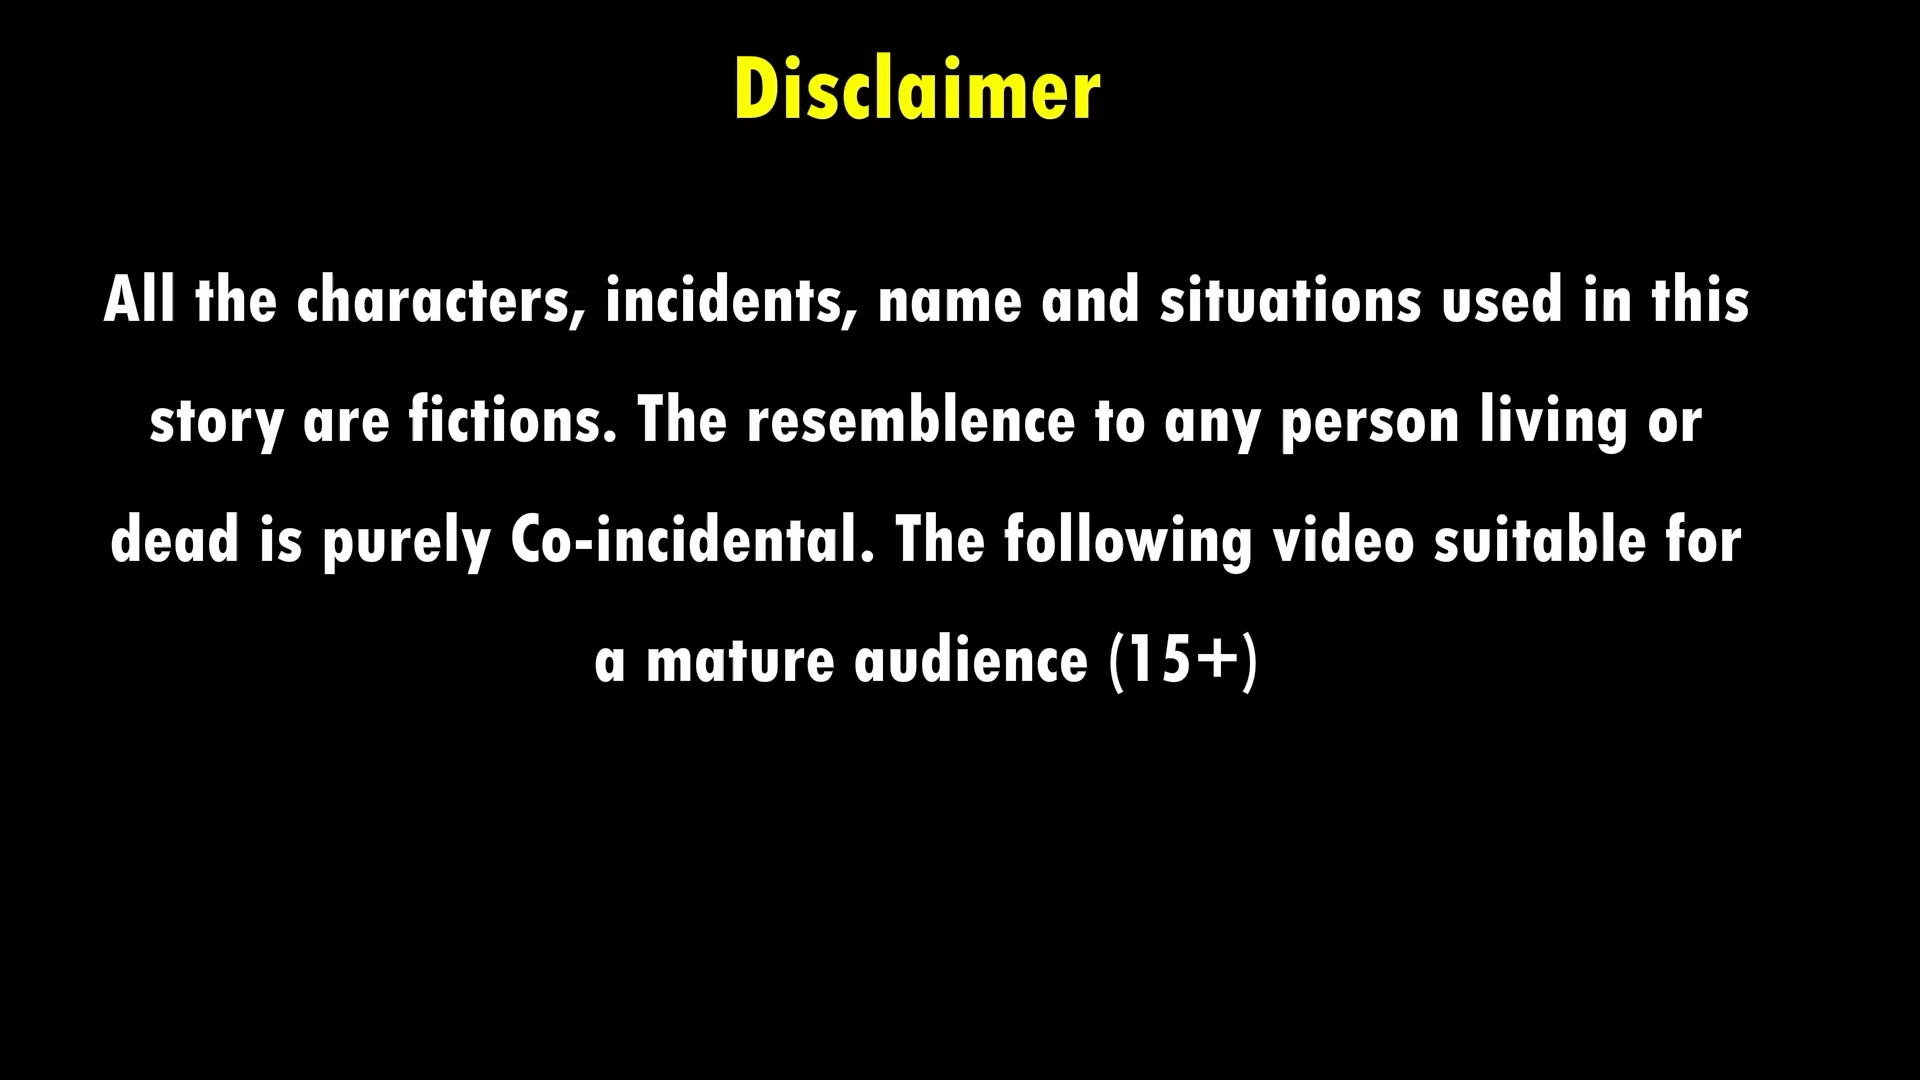 Disclaimer
All the characters, incidents, name and situations used in this
story are fictions. The resemblence to any person living or
dead is purely Co-incidental. The following video suitable for
a mature audience (15+)